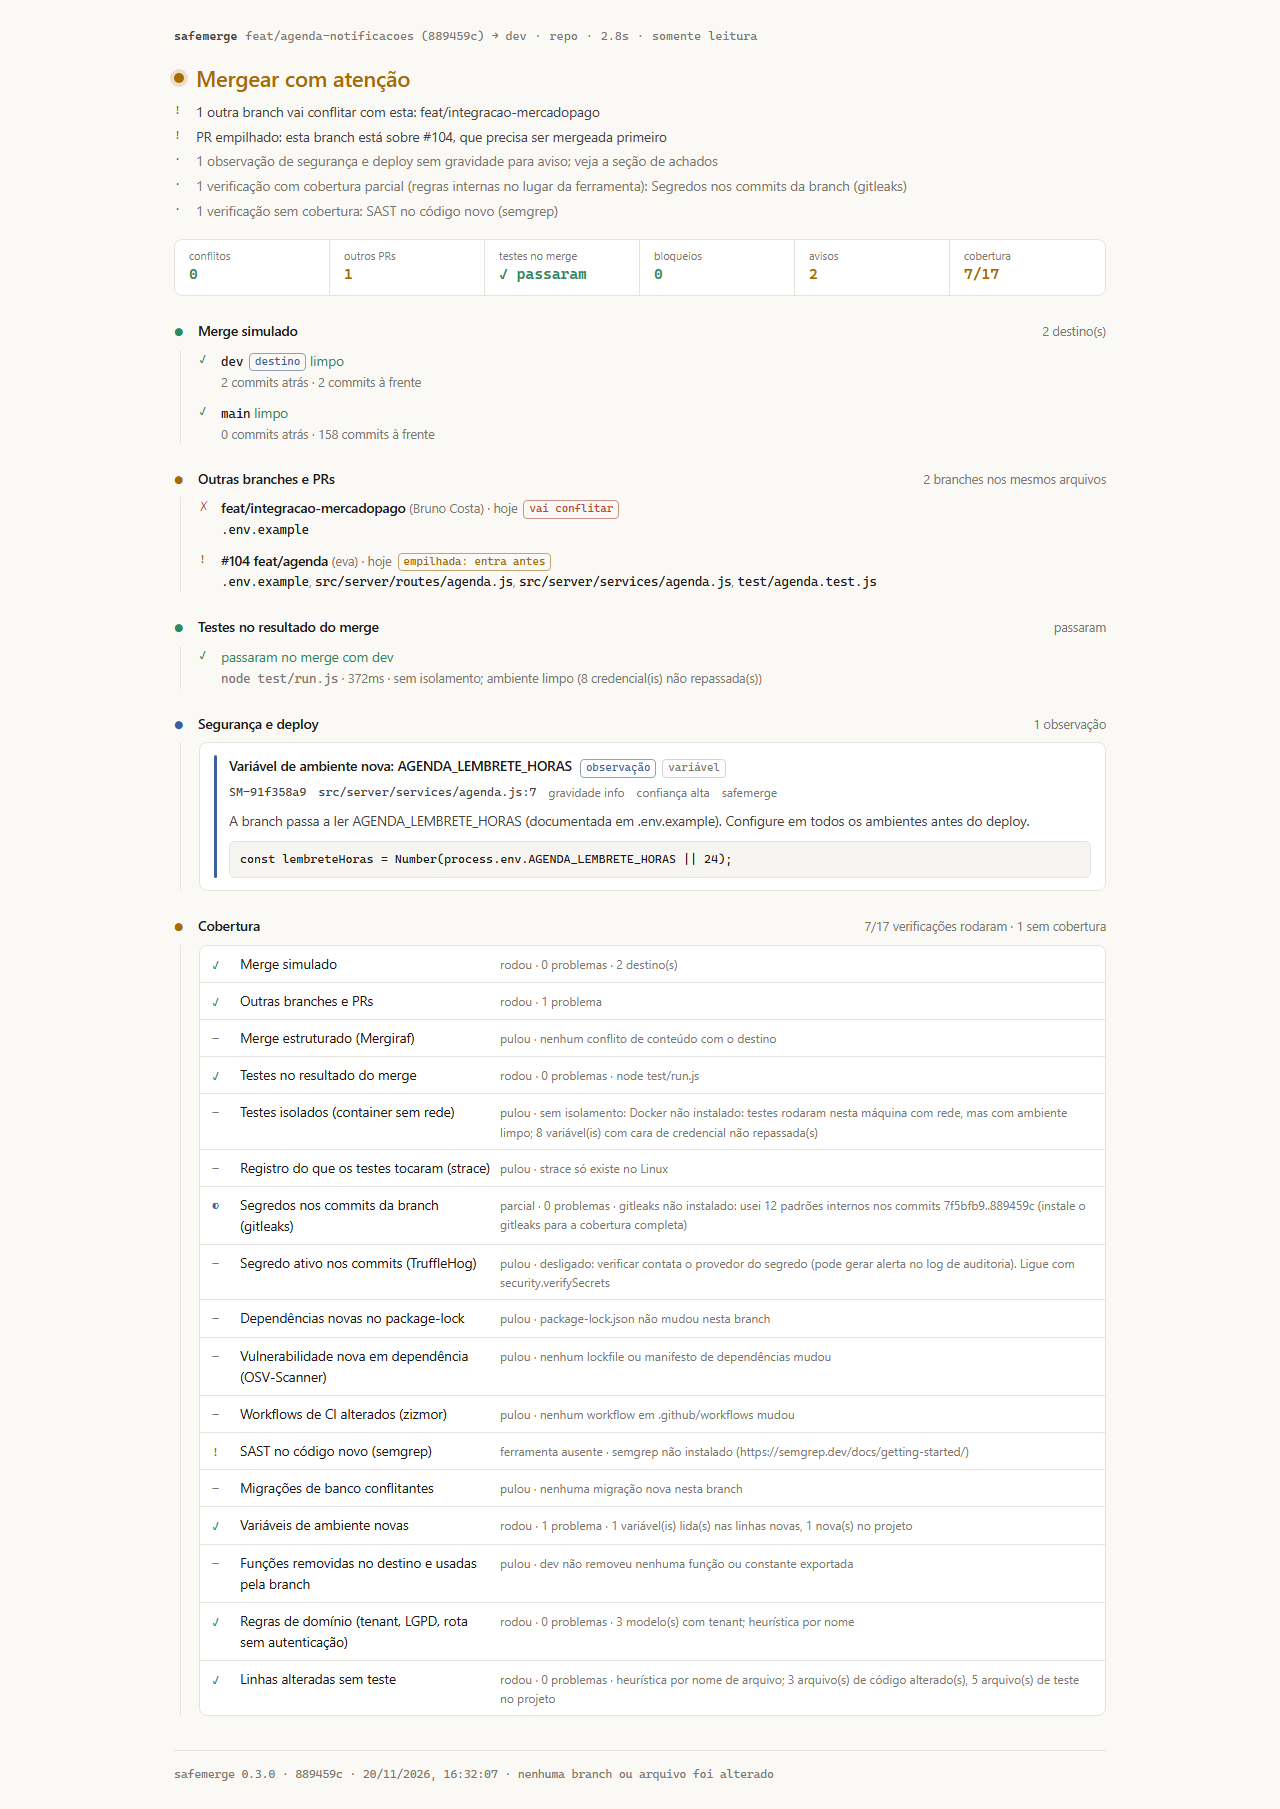 safemerge feat/agenda-notificacoes (889459c) → dev · repo · 2.8s · somente leitura
Mergear com atenção
! 1 outra branch vai conflitar com esta: feat/integracao-mercadopago
! PR empilhado: esta branch está sobre #104, que precisa ser mergeada primeiro
· 1 observação de segurança e deploy sem gravidade para aviso; veja a seção de achados
· 1 verificação com cobertura parcial (regras internas no lugar da ferramenta): Segredos nos commits da branch (gitleaks)
· 1 verificação sem cobertura: SAST no código novo (semgrep)
conflitos outros PRs testes no merge bloqueios avisos cobertura
0 1 ✓ passaram 0 2 7/17
Merge simulado 2 destino(s)
✓ dev destino limpo
2 commits atrás · 2 commits à frente
✓ main limpo
0 commits atrás · 158 commits à frente
Outras branches e PRs 2 branches nos mesmos arquivos
✗ feat/integracao-mercadopago (Bruno Costa) · hoje vai conflitar
.env.example
! #104 feat/agenda (eva) · hoje empilhada: entra antes
.env.example, src/server/routes/agenda.js, src/server/services/agenda.js, test/agenda.test.js
Testes no resultado do merge passaram
✓ passaram no merge com dev
node test/run.js · 372ms · sem isolamento; ambiente limpo (8 credencial(is) não repassada(s))
Segurança e deploy 1 observação
Variável de ambiente nova: AGENDA_LEMBRETE_HORAS observação variável
SM-91f358a9 src/server/services/agenda.js:7 gravidade info confiança alta safemerge
A branch passa a ler AGENDA_LEMBRETE_HORAS (documentada em .env.example). Configure em todos os ambientes antes do deploy.
const lembreteHoras = Number(process.env.AGENDA_LEMBRETE_HORAS || 24);
Cobertura 7/17 verificações rodaram · 1 sem cobertura
✓ Merge simulado rodou · 0 problemas · 2 destino(s)
✓ Outras branches e PRs rodou · 1 problema
– Merge estruturado (Mergiraf) pulou · nenhum conflito de conteúdo com o destino
✓ Testes no resultado do merge rodou · 0 problemas · node test/run.js
– Testes isolados (container sem rede) pulou · sem isolamento: Docker não instalado: testes rodaram nesta máquina com rede, mas com ambiente
limpo; 8 variável(is) com cara de credencial não repassada(s)
– Registro do que os testes tocaram (strace) pulou · strace só existe no Linux
◐ Segredos nos commits da branch parcial · 0 problemas · gitleaks não instalado: usei 12 padrões internos nos commits 7f5bfb9..889459c (instale o
(gitleaks) gitleaks para a cobertura completa)
– Segredo ativo nos commits (TruffleHog) pulou · desligado: verificar contata o provedor do segredo (pode gerar alerta no log de auditoria). Ligue com
security.verifySecrets
– Dependências novas no package-lock pulou · package-lock.json não mudou nesta branch
– Vulnerabilidade nova em dependência pulou · nenhum lockfile ou manifesto de dependências mudou
(OSV-Scanner)
– Workflows de CI alterados (zizmor) pulou · nenhum workflow em .github/workflows mudou
! SAST no código novo (semgrep) ferramenta ausente · semgrep não instalado (https://semgrep.dev/docs/getting-started/)
– Migrações de banco conflitantes pulou · nenhuma migração nova nesta branch
✓ Variáveis de ambiente novas rodou · 1 problema · 1 variável(is) lida(s) nas linhas novas, 1 nova(s) no projeto
– Funções removidas no destino e usadas pulou · dev não removeu nenhuma função ou constante exportada
pela branch
✓ Regras de domínio (tenant, LGPD, rota rodou · 0 problemas · 3 modelo(s) com tenant; heurística por nome
sem autenticação)
✓ Linhas alteradas sem teste rodou · 0 problemas · heurística por nome de arquivo; 3 arquivo(s) de código alterado(s), 5 arquivo(s) de teste
no projeto
safemerge 0.3.0 · 889459c · 20/11/2026, 16:32:07 · nenhuma branch ou arquivo foi alterado